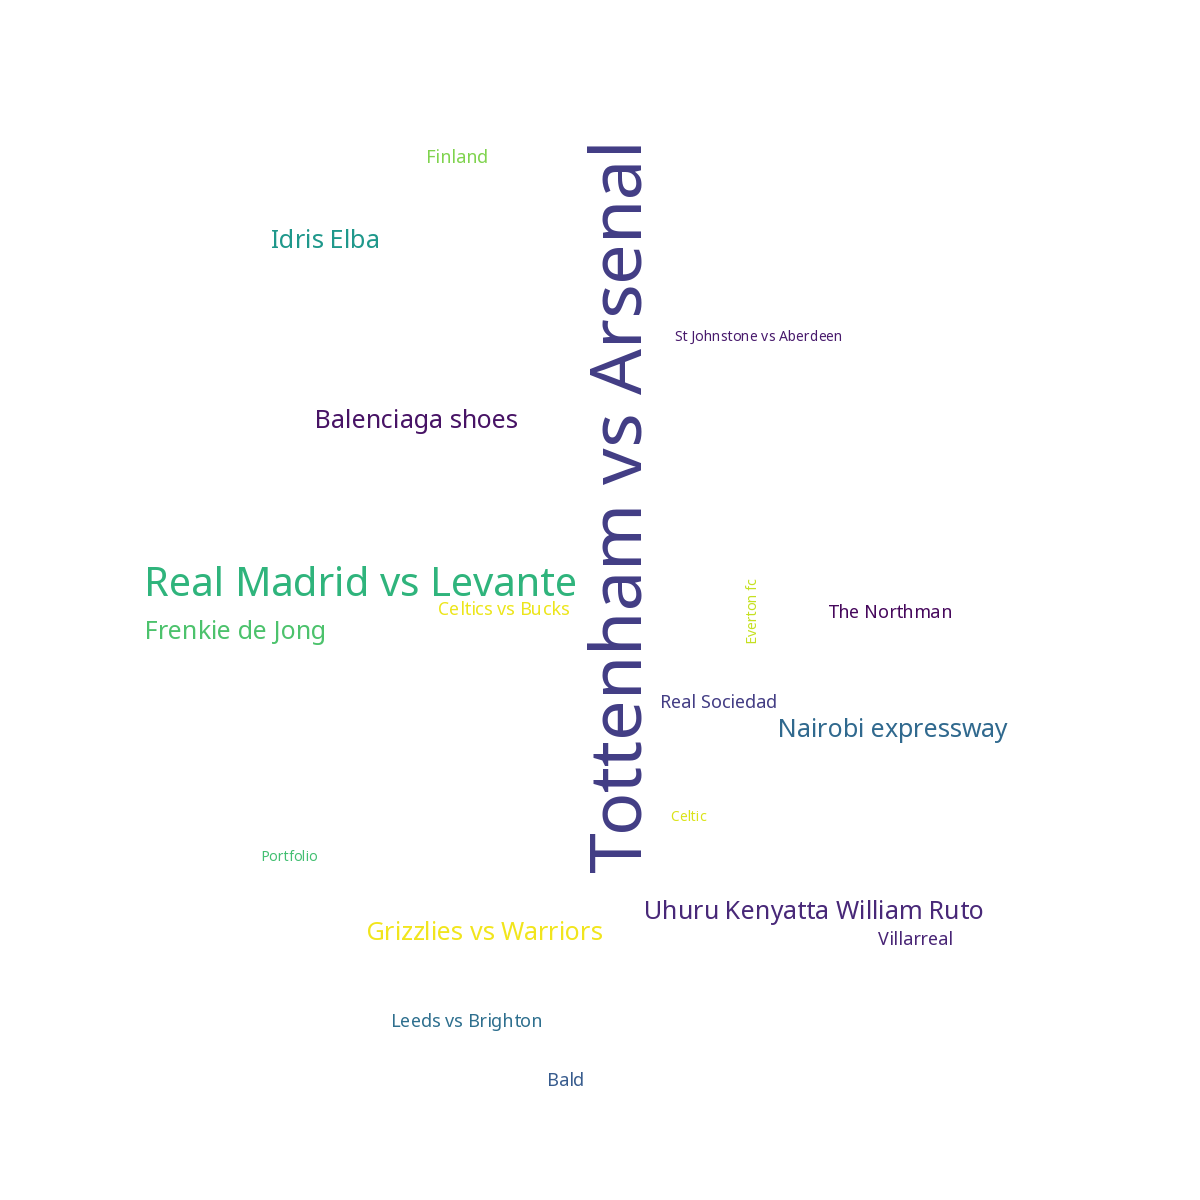 Finland
Idris Elba
Tottenham vs Arsenal
St Johnstone vs Aberdeen
Balenciaga shoes
Real Madrid vs Levante
Celtics vs Bucks
Everton fc
The Northman
Frenkie de Jong
Real Sociedad
Nairobi expressway
Celtic
Portfolio
Uhuru Kenyatta William Ruto
Grizzlies vs Warriors
Villarreal
Leeds vs Brighton
Bald